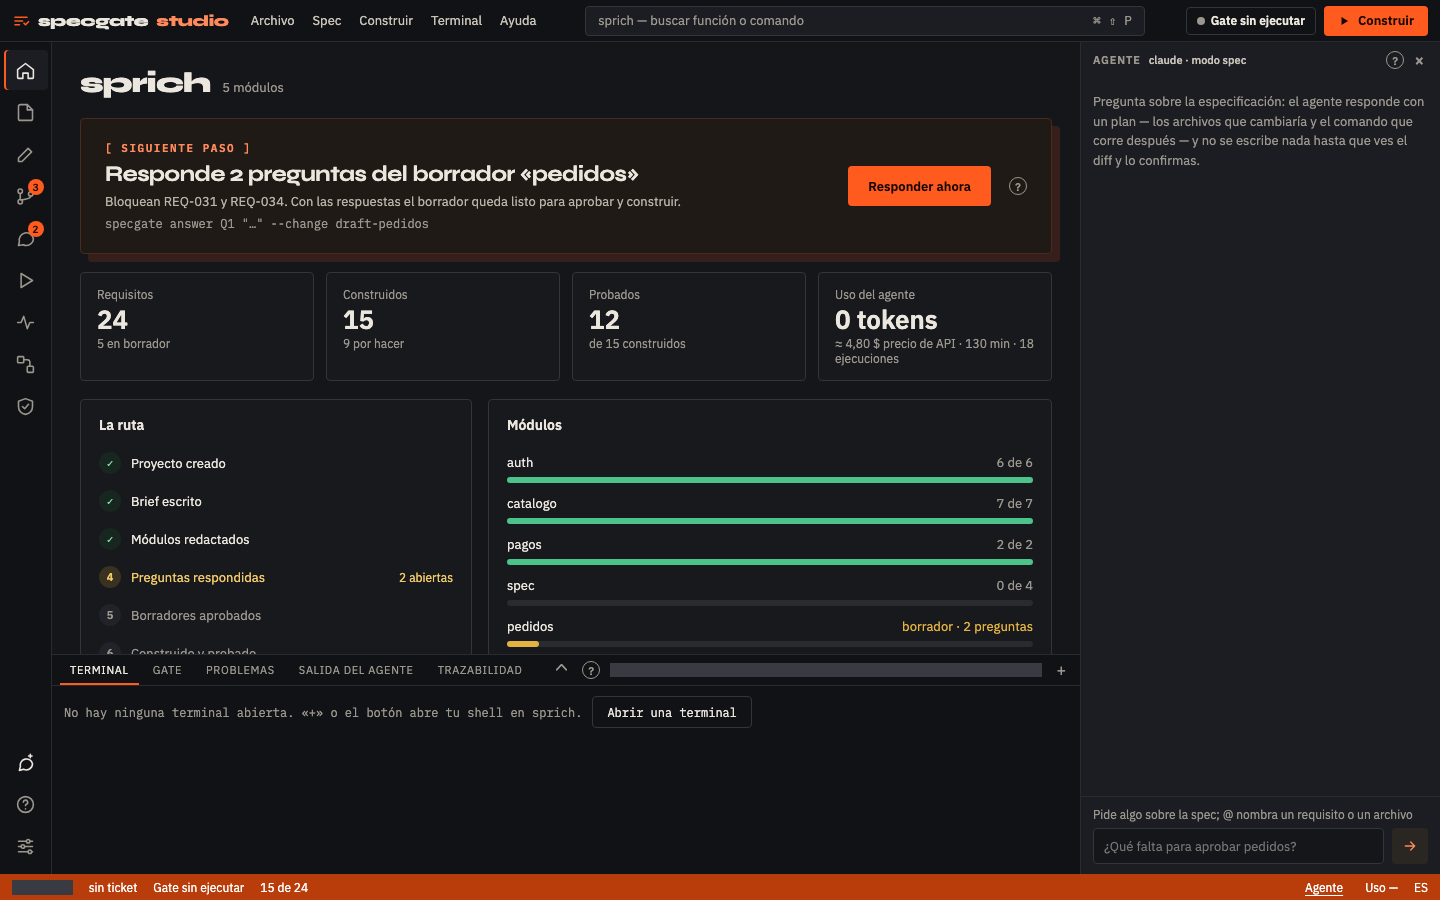 specgate studio
Archivo Spec Construir Terminal Ayuda
sprich — buscar función o comando
⌘ ⇧ P
Gate sin ejecutar
Construir
sprich 5 módulos
[ SIGUIENTE PASO ]
Responde 2 preguntas del borrador «pedidos»
Bloquean REQ-031 y REQ-034. Con las respuestas el borrador queda listo para aprobar y construir.
specgate answer Q1 "…" --change draft-pedidos
Responder ahora
?
3
2
Requisitos
24
5 en borrador
Construidos
15
9 por hacer
Probados
12
de 15 construidos
Uso del agente
0 tokens
≈ 4,80 $ precio de API · 130 min · 18
ejecuciones
La ruta
✓ Proyecto creado
✓ Brief escrito
✓ Módulos redactados
4 Preguntas respondidas 2 abiertas
5 Borradores aprobados
6 Construido y probado
Módulos
auth 6 de 6
catalogo 7 de 7
pagos 2 de 2
spec 0 de 4
pedidos borrador · 2 preguntas
TERMINAL GATE PROBLEMAS SALIDA DEL AGENTE TRAZABILIDAD
? +
No hay ninguna terminal abierta. «+» o el botón abre tu shell en sprich.
Abrir una terminal
AGENTE claude · modo spec
? ×
Pregunta sobre la especificación: el agente responde con
un plan — los archivos que cambiaría y el comando que
corre después — y no se escribe nada hasta que ves el
diff y lo confirmas.
Pide algo sobre la spec; @ nombra un requisito o un archivo
¿Qué falta para aprobar pedidos?
sin ticket Gate sin ejecutar 15 de 24
Agente Uso — ES